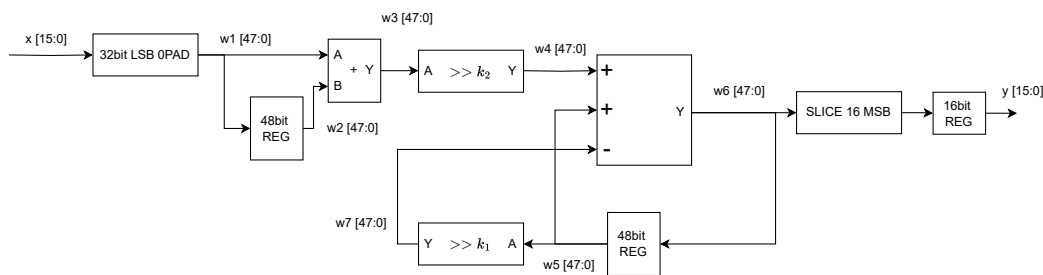 w3 [47:0]
x [15:0]
w1 [47:0]
w4 [47:0]
32bit LSB 0PAD
A
+ Y
B
A >> k₂ Y
+
+
-
Y
w6 [47:0]
y [15:0]
SLICE 16 MSB
16bit
REG
48bit
REG
w2 [47:0]
w7 [47:0]
Y >> k₁ A
w5 [47:0]
48bit
REG